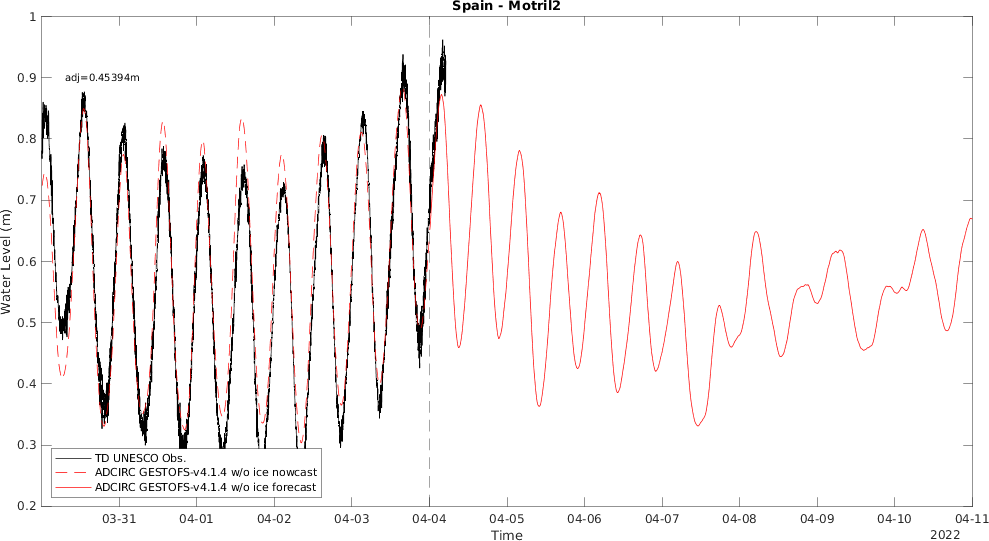 Spain - Motril2
adj=0.45394m
Water Level (m)
1
0.9
0.8
0.7
0.6
0.5
0.4
0.3
0.2
TD UNESCO Obs.
ADCIRC GESTOFS-v4.1.4 w/o ice nowcast
ADCIRC GESTOFS-v4.1.4 w/o ice forecast
03-31 04-01 04-02 04-03 04-04 04-05 04-06 04-07 04-08 04-09 04-10 04-11
Time
2022